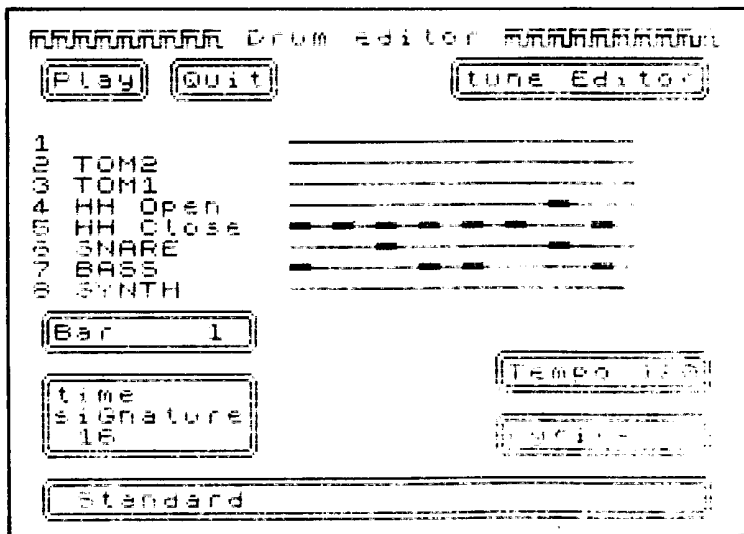 Drum editor
Play Quit tune Editor
1
2 TOM2
3 TOM1
4 HH Open
5 HH Close
6 SNARE
7 BASS
8 SYNTH
Bar 1
Tempo
time
siGnature
16
Standard